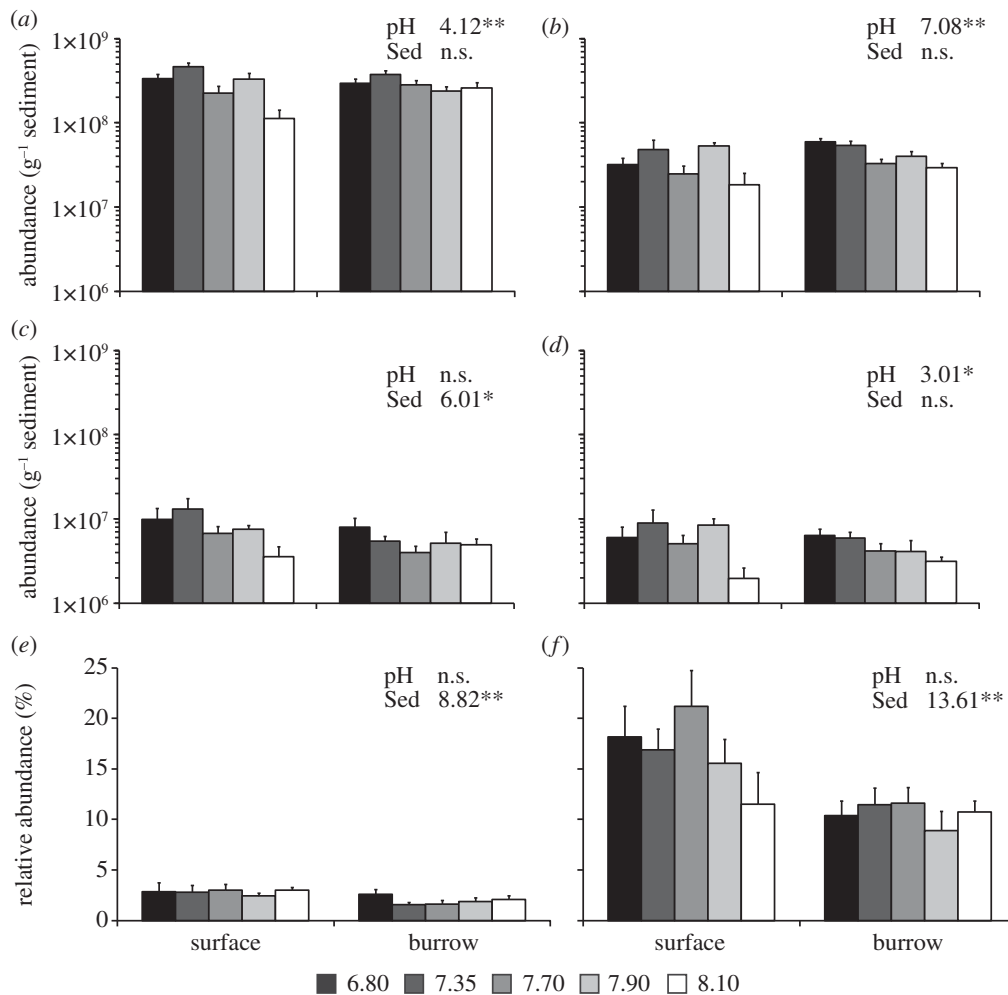 (a)
pH 4.12**
Sed n.s.
abundance (g⁻¹ sediment)
1×10⁹
1×10⁸
1×10⁷
1×10⁶
(b)
pH 7.08**
Sed n.s.
(c)
pH n.s.
Sed 6.01*
abundance (g⁻¹ sediment)
1×10⁹
1×10⁸
1×10⁷
1×10⁶
(d)
pH 3.01*
Sed n.s.
(e)
pH n.s.
Sed 8.82**
relative abundance (%)
25
20
15
10
5
0
surface burrow
(f)
pH n.s.
Sed 13.61**
surface burrow
6.80 7.35 7.70 7.90 8.10